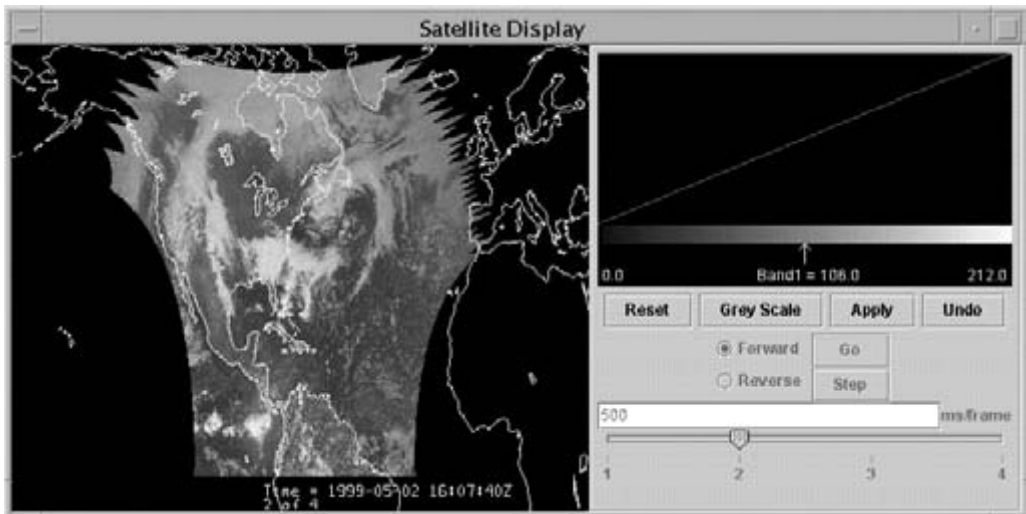 Satellite Display
0.0 Band1 = 106.0 212.0
Reset Grey Scale Apply Undo
Forward Go
Reverse Step
500 ms/frame
1 2 3 4
Time = 1999-05-02 16:07:40Z
2 of 4